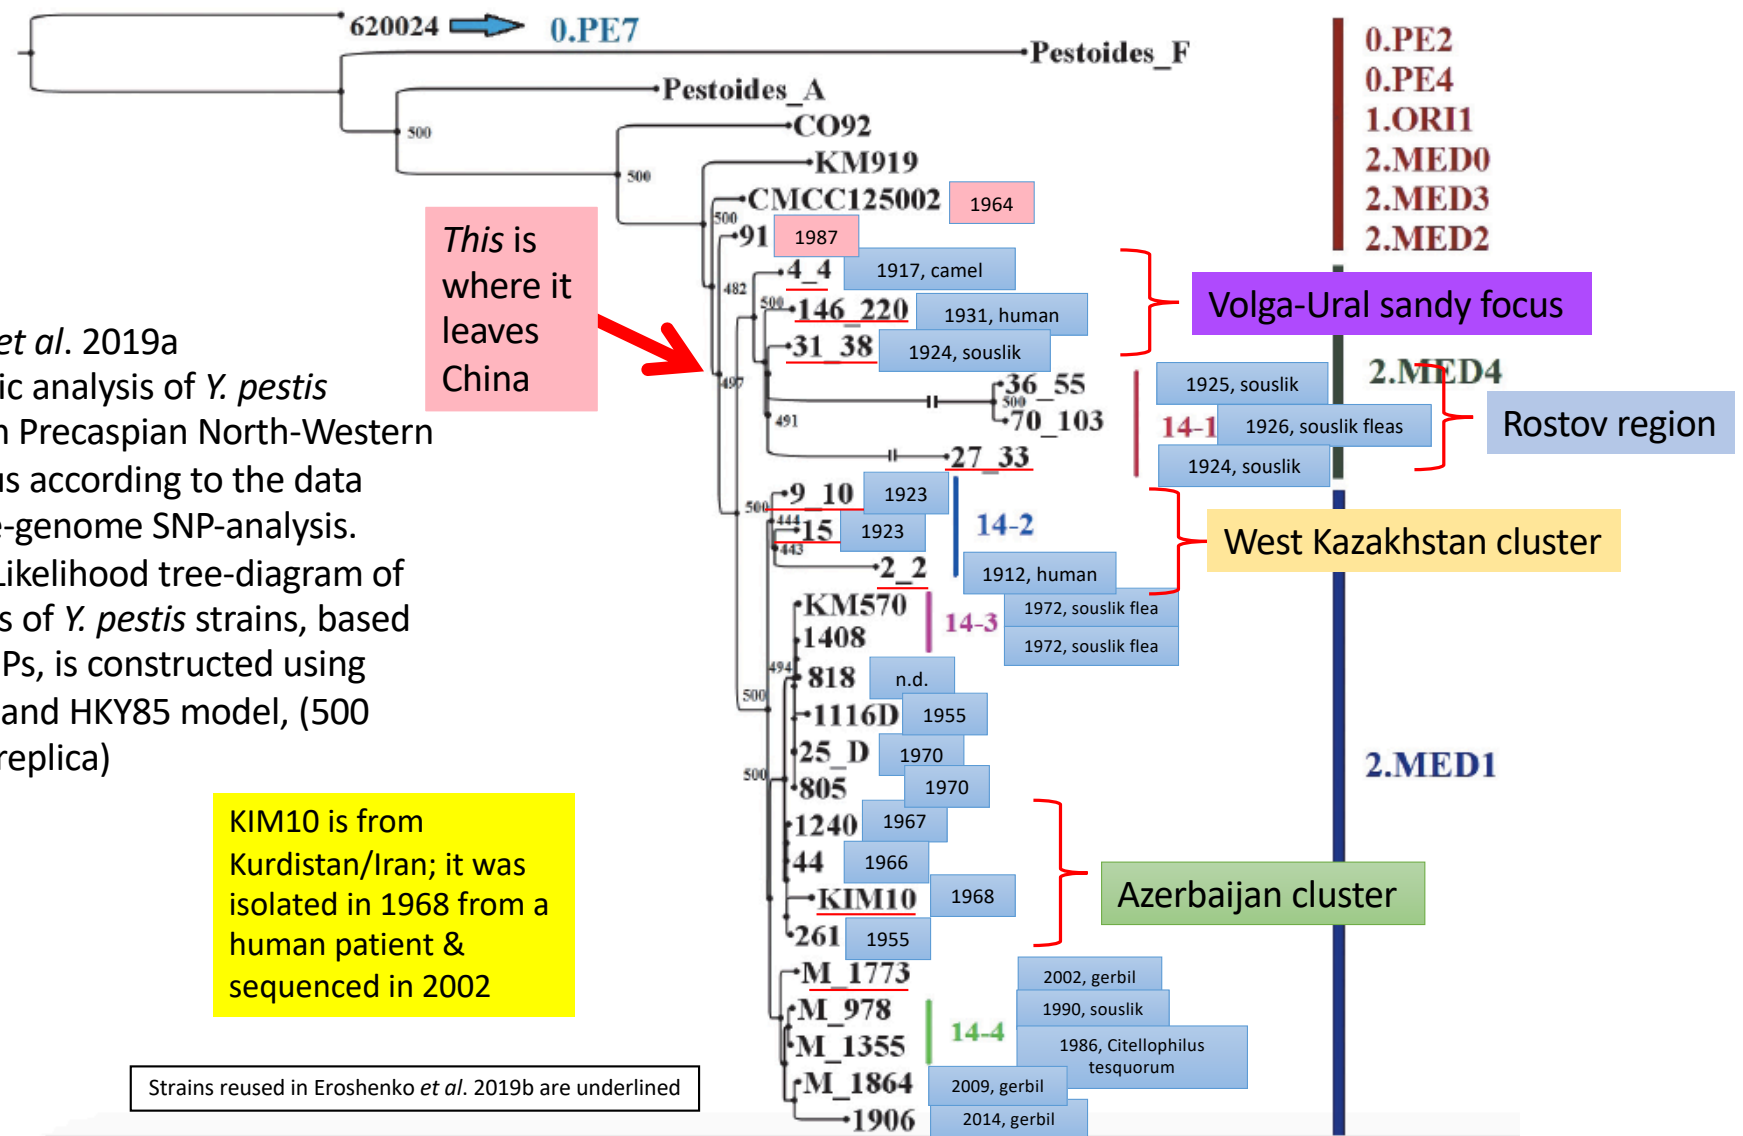 620024
0.PE7
Pestoides_F
Pestoides_A
CO92
KM919
CMCC125002
1964
91
1987
4_4
1917, camel
146_220
1931, human
31_38
1924, souslik
36_55
70_103
27_33
9_10
1923
15
1923
2_2
1912, human
KM570
1972, souslik flea
1408
1972, souslik flea
818
n.d.
1116D
1955
25_D
1970
805
1970
1240
1967
44
1966
KIM10
1968
261
1955
M_1773
2002, gerbil
M_978
1990, souslik
M_1355
1986, Citellophilus
tesquorum
M_1864
2009, gerbil
1906
2014, gerbil
500
500
500
482
500
497
500
491
500
444
443
494
500
500
14-1
1925, souslik
1926, souslik fleas
1924, souslik
14-2
14-3
14-4
0.PE2
0.PE4
1.ORI1
2.MED0
2.MED3
2.MED2
2.MED4
2.MED1
Volga-Ural sandy focus
Rostov region
West Kazakhstan cluster
Azerbaijan cluster
This is
where it
leaves
China
et al. 2019a
ic analysis of Y. pestis
n Precaspian North-Western
us according to the data
e-genome SNP-analysis.
Likelihood tree-diagram of
s of Y. pestis strains, based
Ps, is constructed using
and HKY85 model, (500
replica)
KIM10 is from
Kurdistan/Iran; it was
isolated in 1968 from a
human patient &
sequenced in 2002
Strains reused in Eroshenko et al. 2019b are underlined